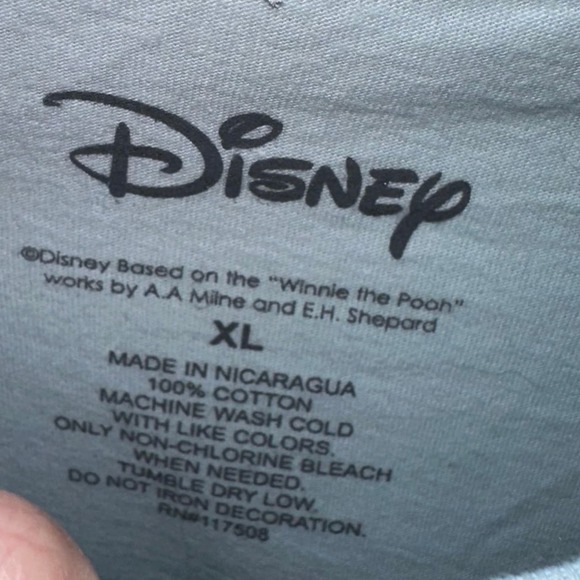 Disney
©Disney Based on the "Winnie the Pooh"
works by A.A Milne and E.H. Shepard
XL
MADE IN NICARAGUA
100% COTTON
MACHINE WASH COLD
WITH LIKE COLORS.
ONLY NON-CHLORINE BLEACH
WHEN NEEDED.
TUMBLE DRY LOW.
DO NOT IRON DECORATION.
RN#117508